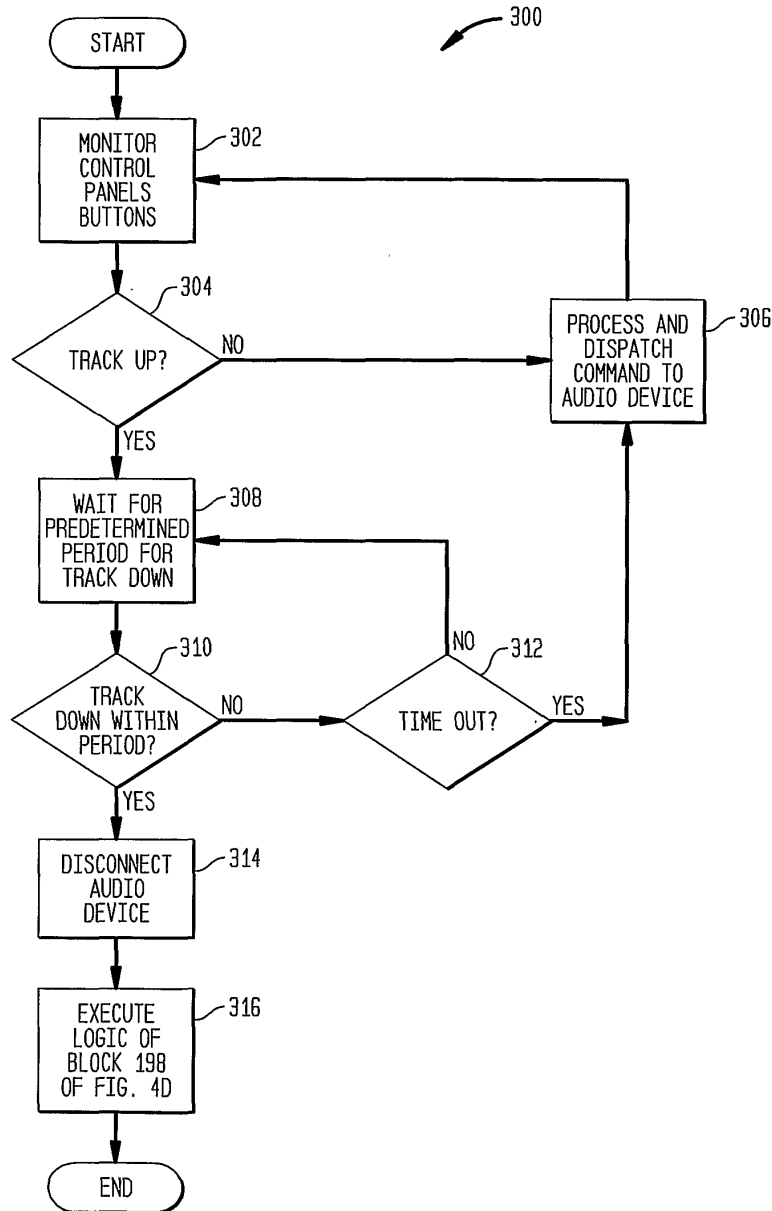 START
300
MONITOR
CONTROL
PANELS
BUTTONS
302
TRACK UP?
304
NO
YES
PROCESS AND
DISPATCH
COMMAND TO
AUDIO DEVICE
306
WAIT FOR
PREDETERMINED
PERIOD FOR
TRACK DOWN
308
TRACK
DOWN WITHIN
PERIOD?
310
NO
YES
TIME OUT?
312
NO
YES
DISCONNECT
AUDIO
DEVICE
314
EXECUTE
LOGIC OF
BLOCK 198
OF FIG. 4D
316
END